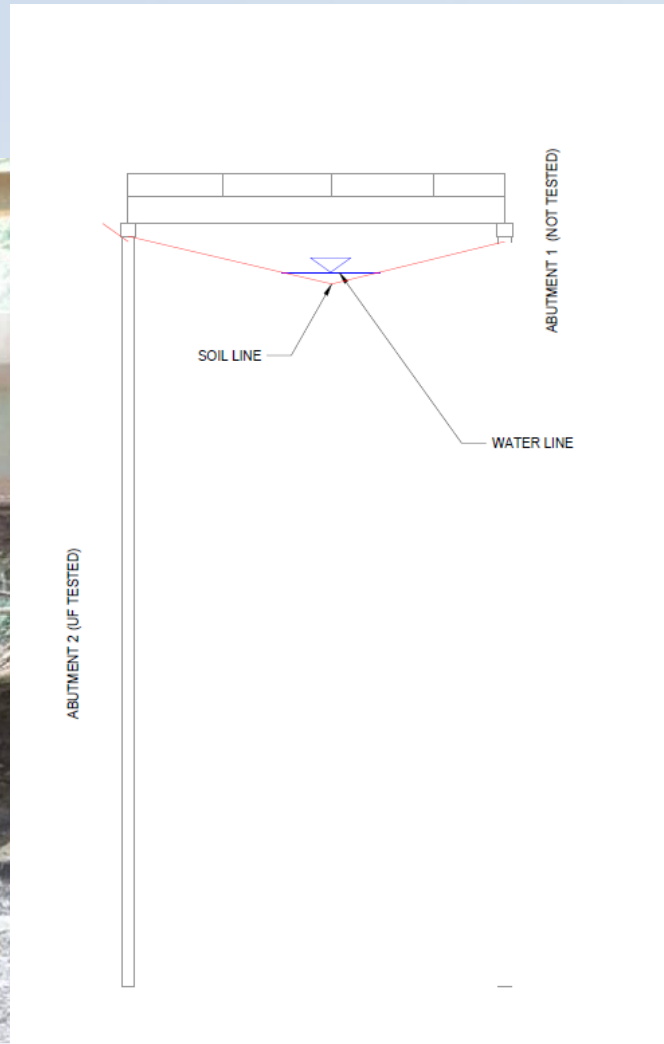 ABUTMENT 1 (NOT TESTED)
SOIL LINE
WATER LINE
ABUTMENT 2 (UF TESTED)